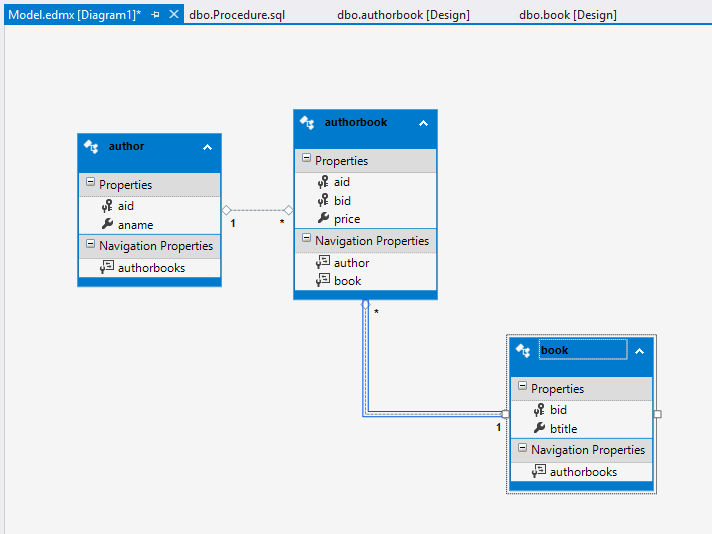 Model.edmx [Diagram1]*
dbo.Procedure.sql
dbo.authorbook [Design]
dbo.book [Design]
author
Properties
aid
aname
Navigation Properties
authorbooks
1
*
authorbook
Properties
aid
bid
price
Navigation Properties
author
book
*
1
book
Properties
bid
btitle
Navigation Properties
authorbooks